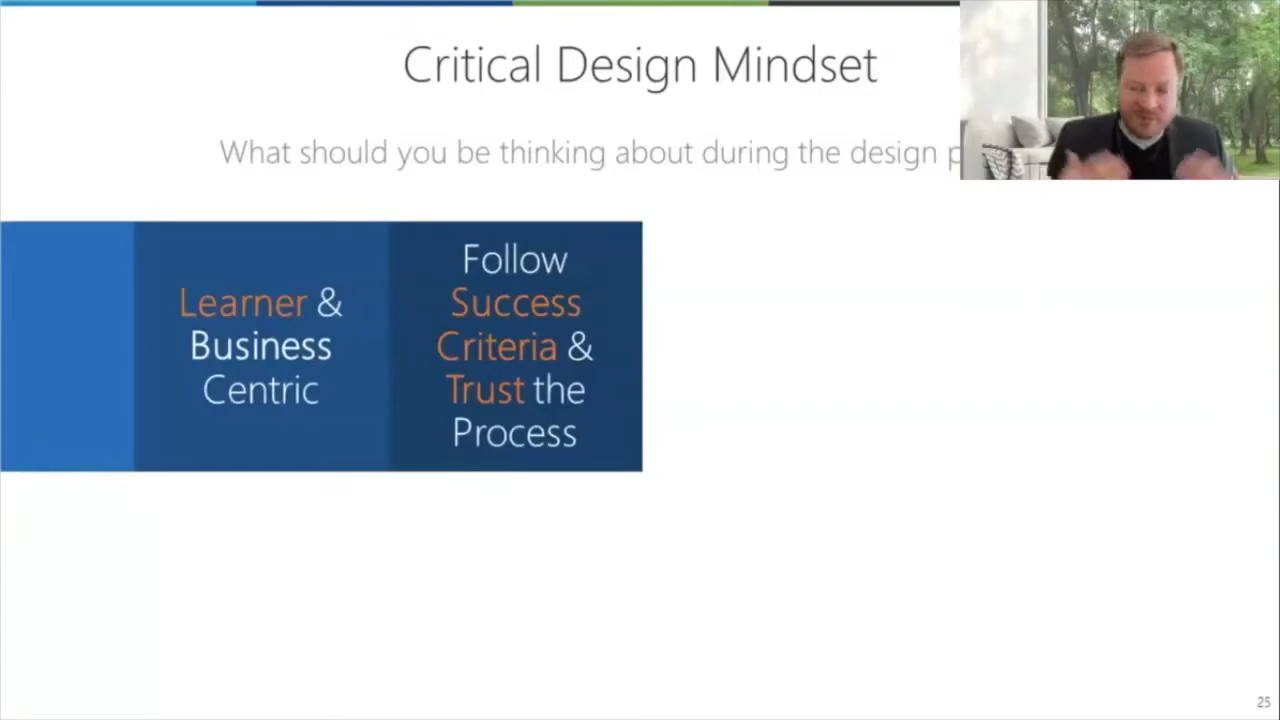 Critical Design Mindset
What should you be thinking about during the design p
Learner &
Business
Centric
Follow
Success
Criteria &
Trust the
Process
25